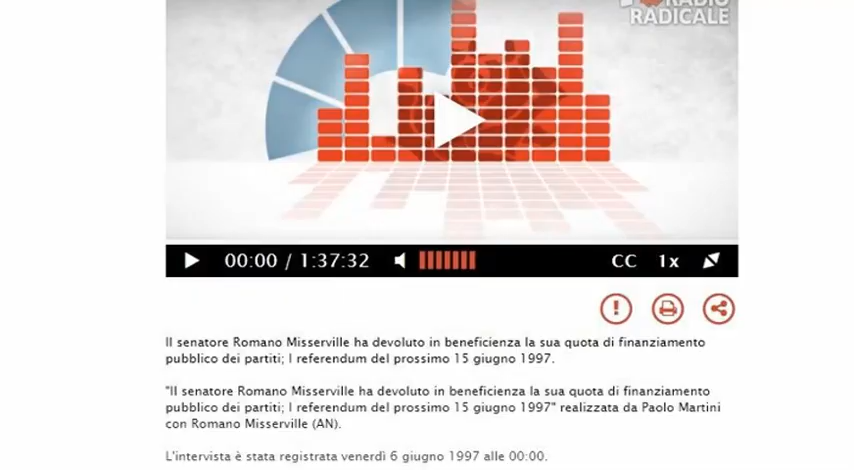 RADIO
RADICALE
00:00 / 1:37:32
CC 1x
Il senatore Romano Misserville ha devoluto in beneficienza la sua quota di finanziamento
pubblico dei partiti; I referendum del prossimo 15 giugno 1997.
"Il senatore Romano Misserville ha devoluto in beneficienza la sua quota di finanziamento
pubblico dei partiti; I referendum del prossimo 15 giugno 1997" realizzata da Paolo Martini
con Romano Misserville (AN).
L'intervista è stata registrata venerdì 6 giugno 1997 alle 00:00.